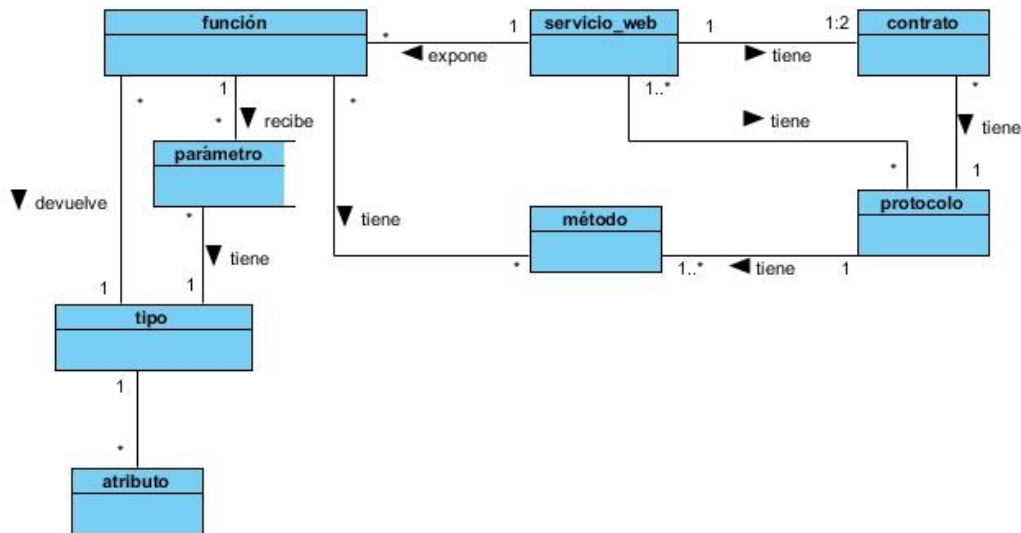 función
servicio_web
contrato
*
1
1
1:2
expone
tiene
*
1
*
1..*
*
recibe
tiene
tiene
*
parámetro
*
1
devuelve
*
tiene
método
protocolo
tiene
*
1..*
tiene
1
1
1
tipo
1
*
atributo